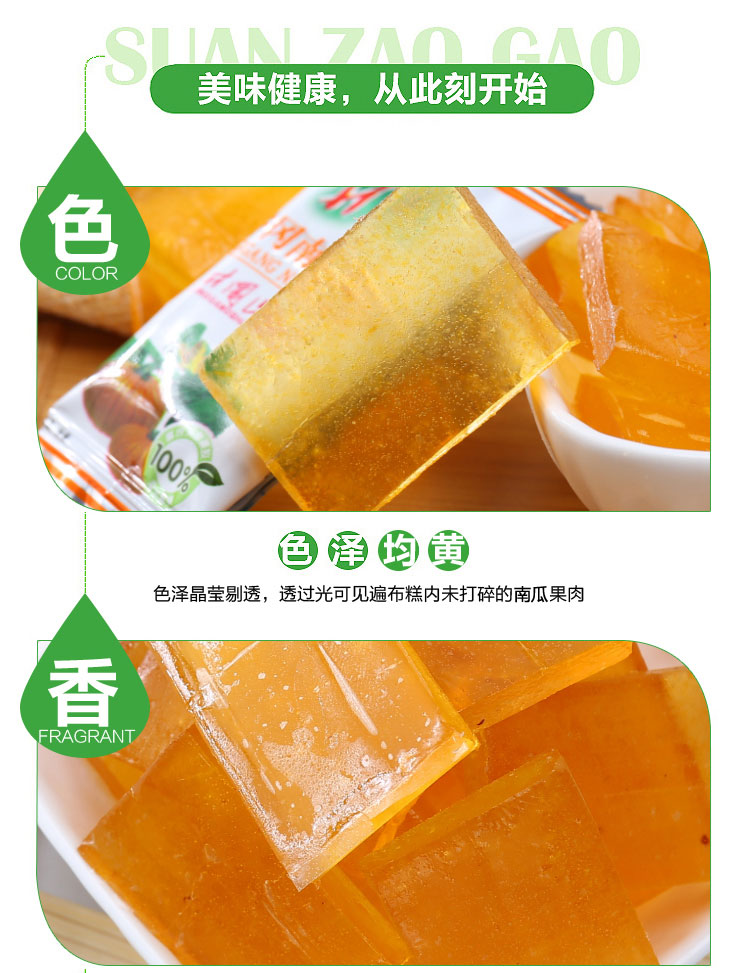 SUAN ZAO GAO
美味健康，从此刻开始
色
COLOR
100%
色泽均黄
色泽晶莹剔透，透过光可见遍布糕内未打碎的南瓜果肉
香
FRAGRANT